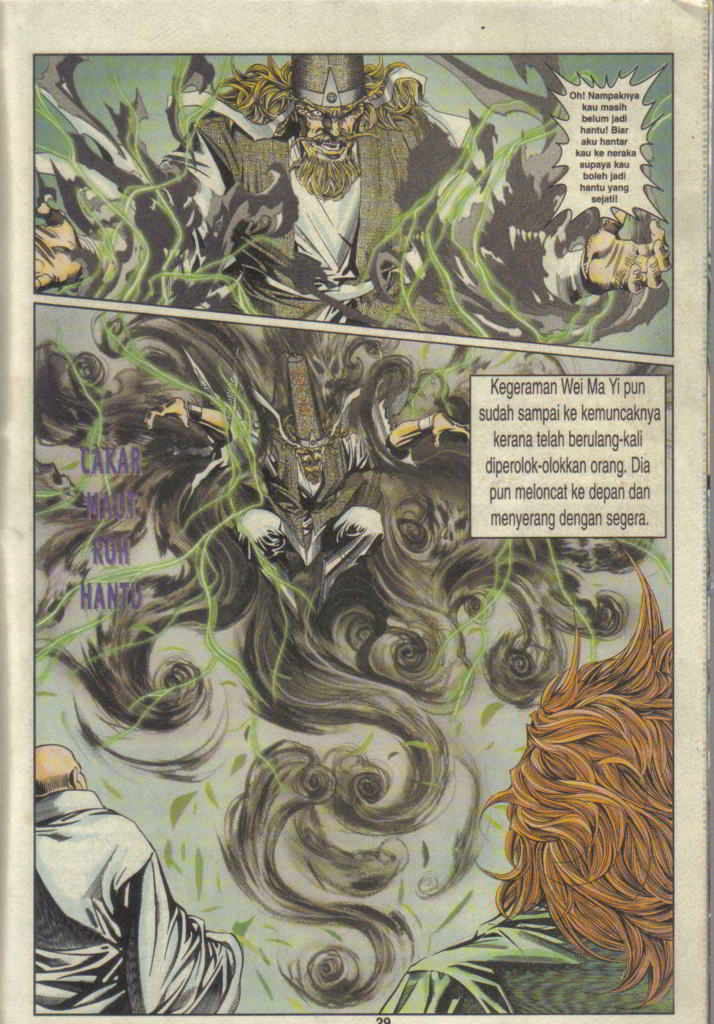 Oh! Nampaknya
kau masih
belum jadi
hantu! Biar
aku hantar
kau ke neraka
supaya kau
boleh jadi
hantu yang
sejati!
Kegeraman Wei Ma Yi pun
sudah sampai ke kemuncaknya
kerana telah berulang-kali
diperolok-olokkan orang. Dia
pun meloncat ke depan dan
menyerang dengan segera.
CAKAR
MAUT
RUH
HANTU
29